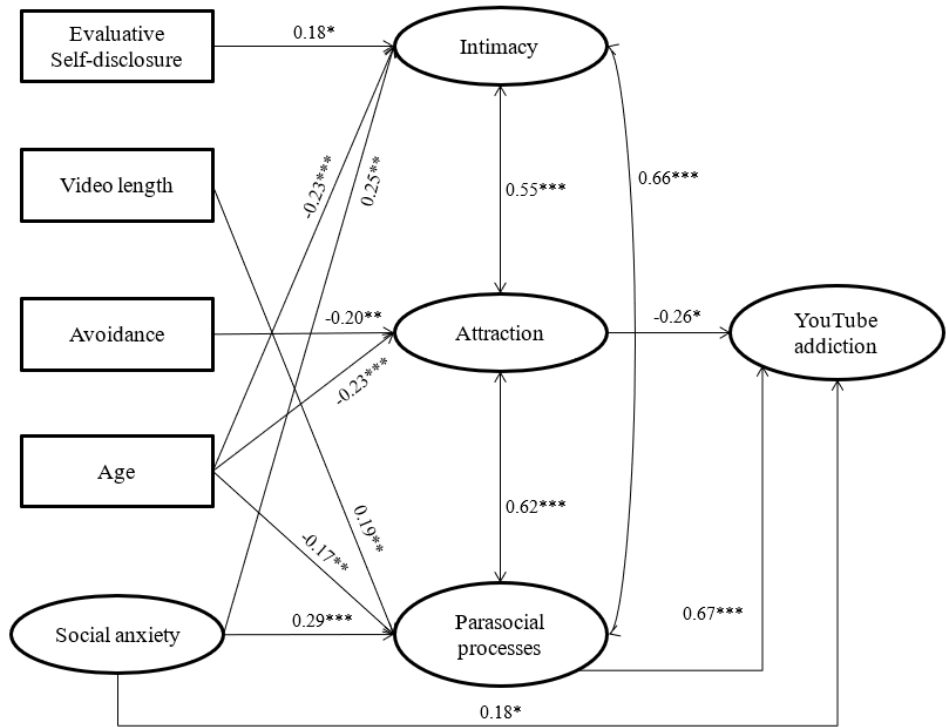 Evaluative
Self-disclosure
0.18*
Intimacy
Video length
-0.23***
0.25**
0.55***
0.66***
Avoidance
-0.20**
Attraction
-0.26*
YouTube
addiction
-0.23***
Age
0.19**
0.62***
-0.17**
Social anxiety
0.29***
Parasocial
processes
0.67***
0.18*